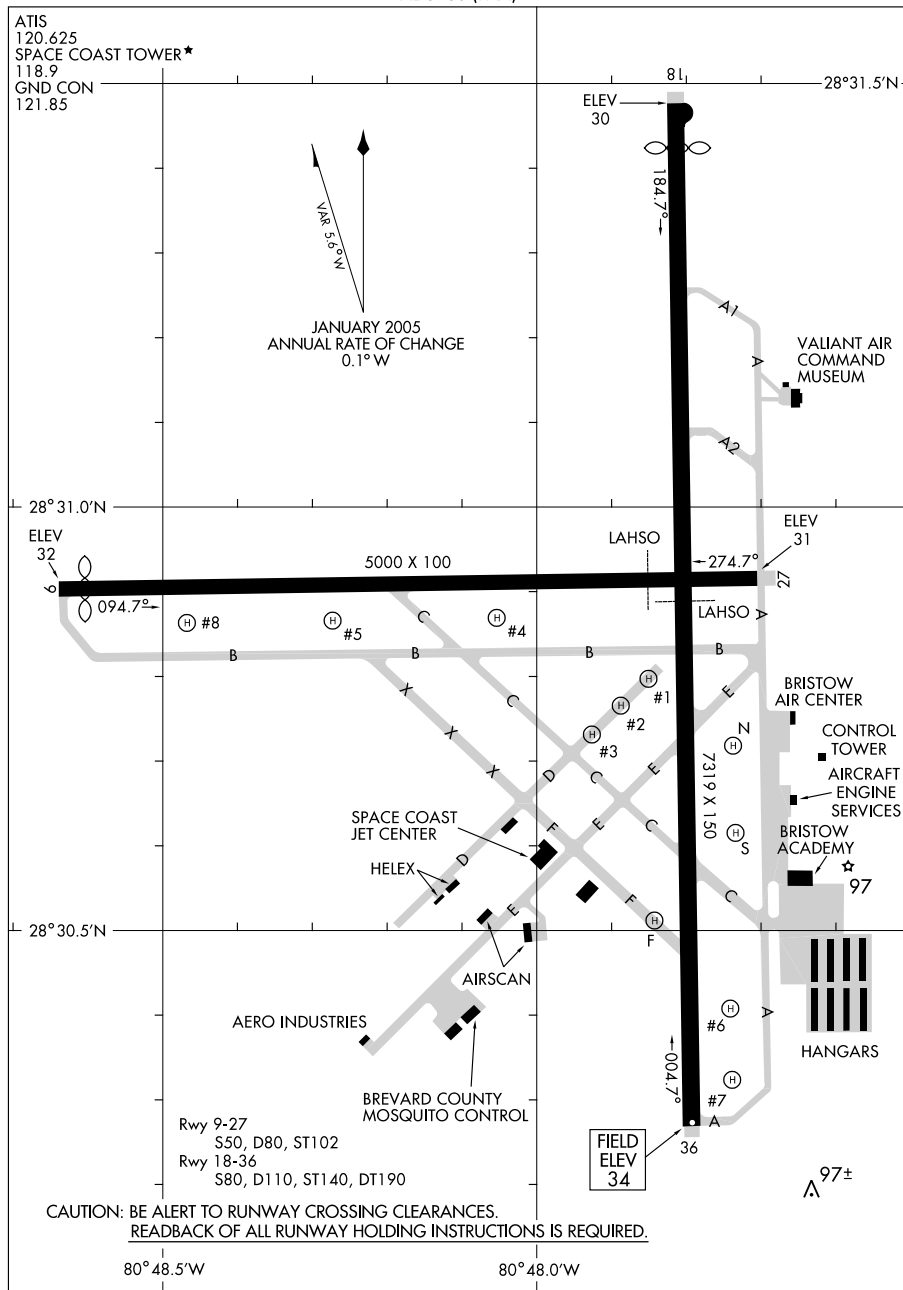 ATIS
120.625
SPACE COAST TOWER★
118.9
GND CON
121.85
18
28°31.5'N
ELEV
30
184.7°
VAR 5.6° W
JANUARY 2005
ANNUAL RATE OF CHANGE
0.1° W
A1
A
VALIANT AIR
COMMAND
MUSEUM
A2
28°31.0'N
ELEV
32
ELEV
31
LAHSO
5000 X 100
274.7°
9
27
094.7°
LAHSO
A
H #8
H #5
C
H #4
B
B
B
B
H #1
X
E
BRISTOW
AIR CENTER
C
H #2
N
H
X
H #3
CONTROL
TOWER
7319 X 150
X
D
C
E
AIRCRAFT
ENGINE
SERVICES
SPACE COAST
JET CENTER
F
E
C
H
S
BRISTOW
ACADEMY
D
HELEX
97
E
F
C
H
F
28°30.5'N
AIRSCAN
AERO INDUSTRIES
H
#6
A
HANGARS
BREVARD COUNTY
MOSQUITO CONTROL
004.7°
H
#7
A
Rwy 9-27
S50, D80, ST102
Rwy 18-36
S80, D110, ST140, DT190
FIELD
ELEV
34
36
97±
CAUTION: BE ALERT TO RUNWAY CROSSING CLEARANCES.
READBACK OF ALL RUNWAY HOLDING INSTRUCTIONS IS REQUIRED.
80°48.5'W
80°48.0'W